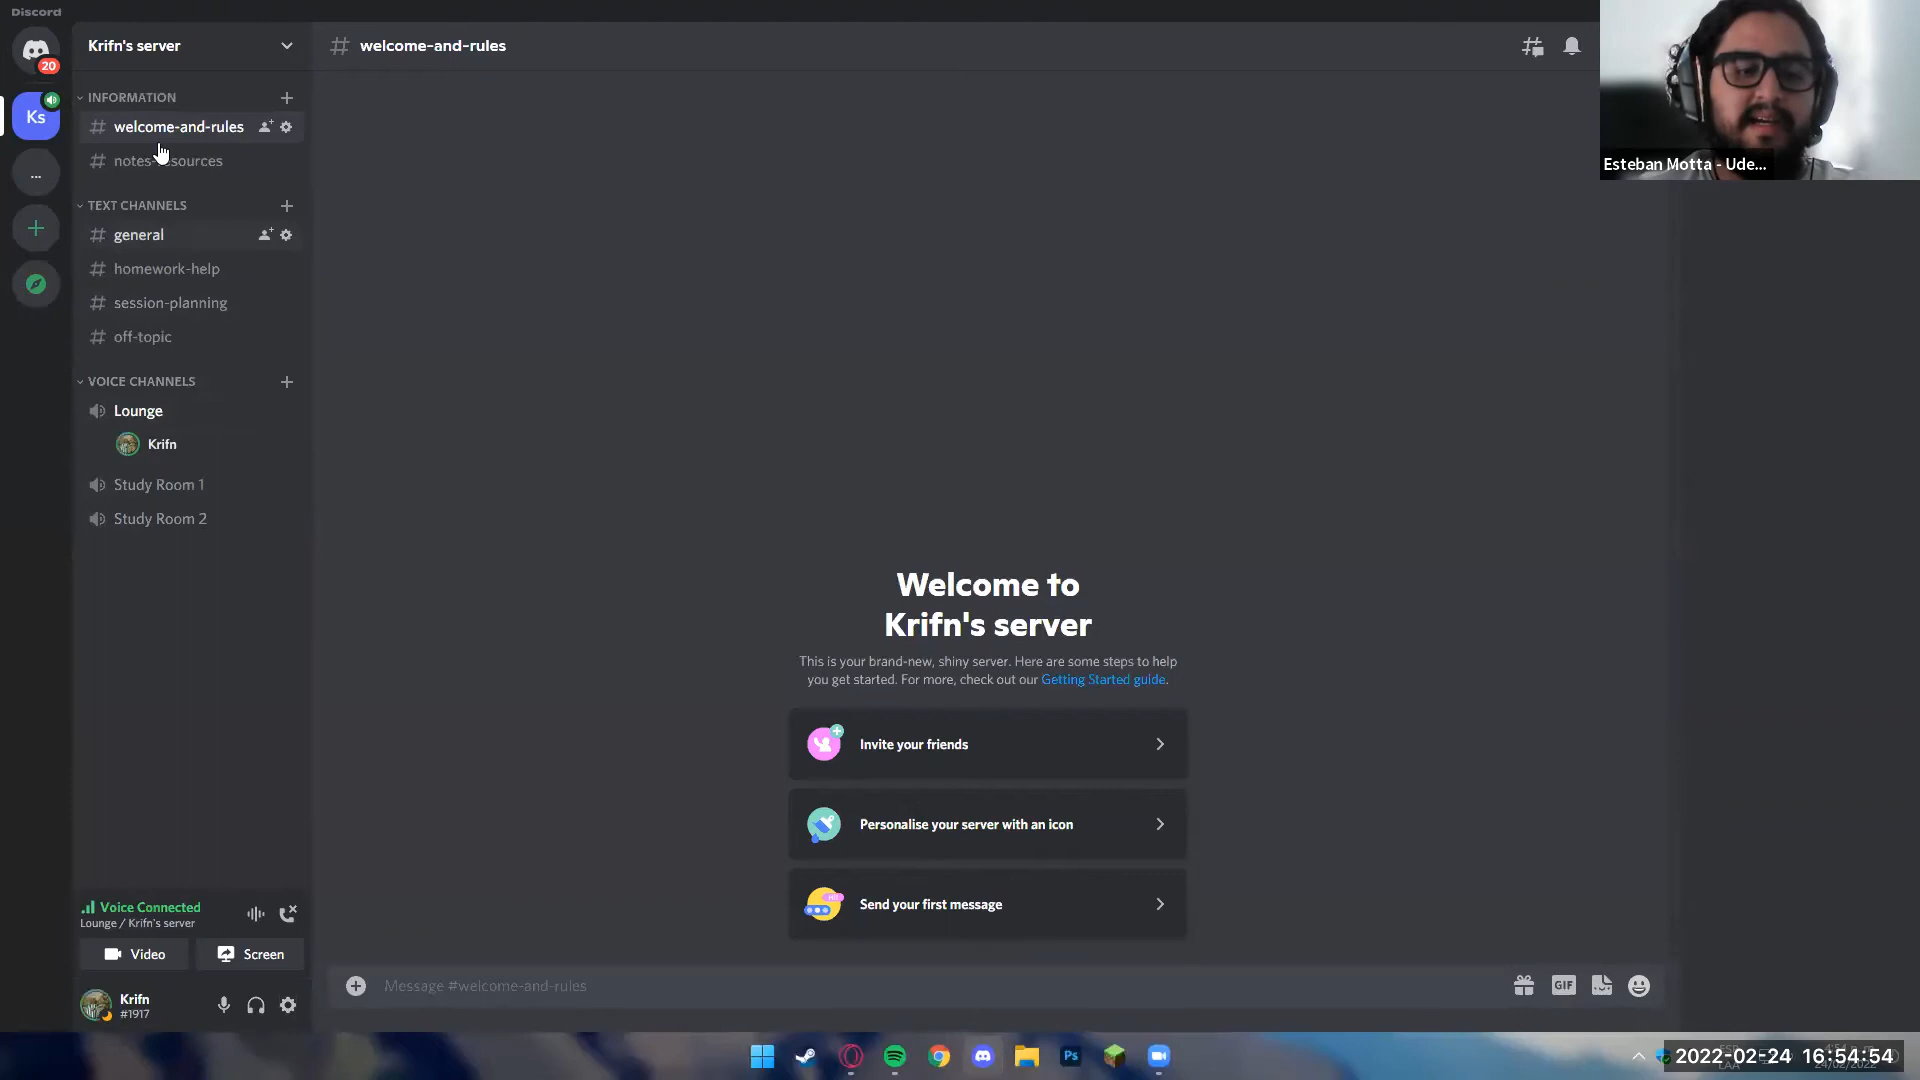 Discord
20
Krifn's server
# welcome-and-rules
Ks
INFORMATION
# welcome-and-rules
#
...
TEXT CHANNELS
# general
# homework-help
# session-planning
# off-topic
VOICE CHANNELS
Lounge
Krifn
Study Room 1
Study Room 2
Esteban Motta - Ude...
Welcome to
Krifn's server
This is your brand-new, shiny server. Here are some steps to help
you get started. For more, check out our Getting Started guide.
Invite your friends
Personalise your server with an icon
Send your first message
Voice Connected
Lounge / Krifn's server
Video
Screen
Message #welcome-and-rules
GIF
Krifn
#1917
Ps
2022-02-24 16:54:54